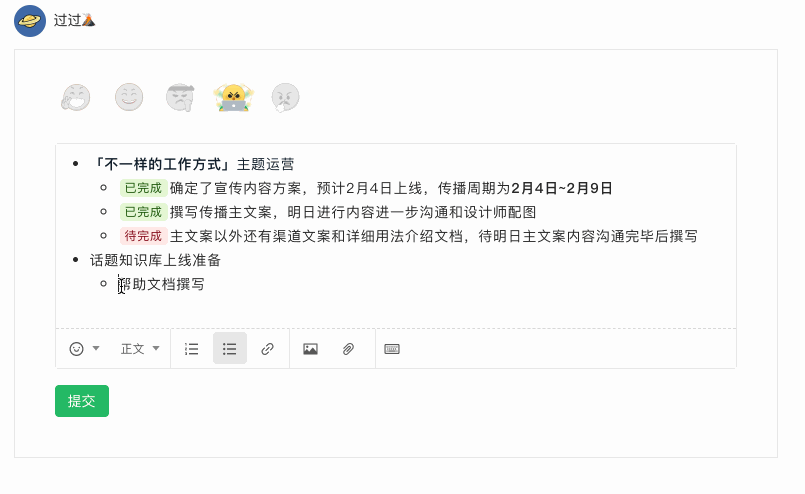 过过🌋
「不一样的工作方式」主题运营
已完成 确定了宣传内容方案，预计2月4日上线，传播周期为2月4日~2月9日
已完成 撰写传播主文案，明日进行内容进一步沟通和设计师配图
待完成 主文案以外还有渠道文案和详细用法介绍文档，待明日主文案内容沟通完毕后撰写
话题知识库上线准备
帮助文档撰写
正文
提交